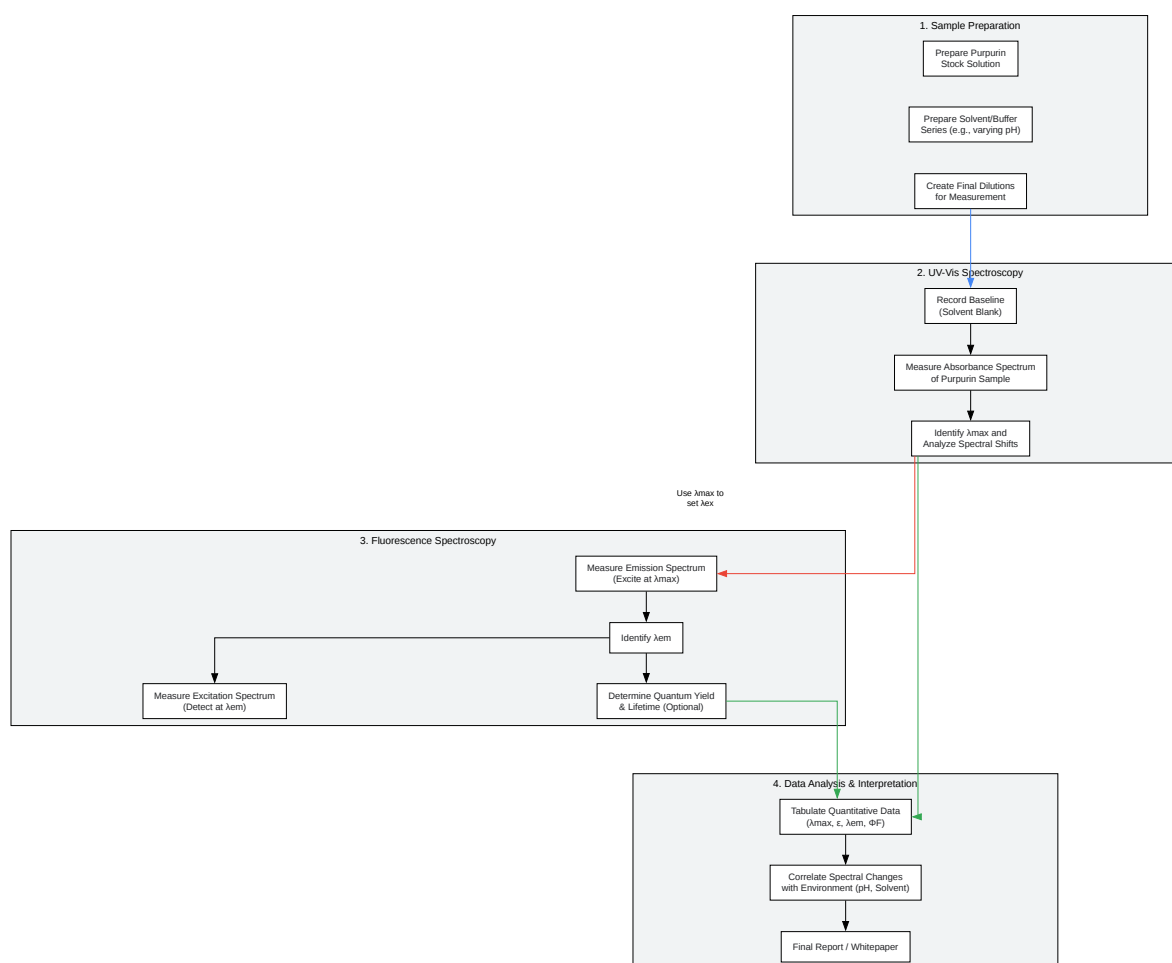 1. Sample Preparation
Prepare Purpurin
Stock Solution
Prepare Solvent/Buffer
Series (e.g., varying pH)
Create Final Dilutions
for Measurement
2. UV-Vis Spectroscopy
Record Baseline
(Solvent Blank)
Measure Absorbance Spectrum
of Purpurin Sample
Identify λmax and
Analyze Spectral Shifts
Use λmax to
set λex
3. Fluorescence Spectroscopy
Measure Emission Spectrum
(Excite at λmax)
Identify λem
Measure Excitation Spectrum
(Detect at λem)
Determine Quantum Yield
& Lifetime (Optional)
4. Data Analysis & Interpretation
Tabulate Quantitative Data
(λmax, ε, λem, ΦF)
Correlate Spectral Changes
with Environment (pH, Solvent)
Final Report / Whitepaper